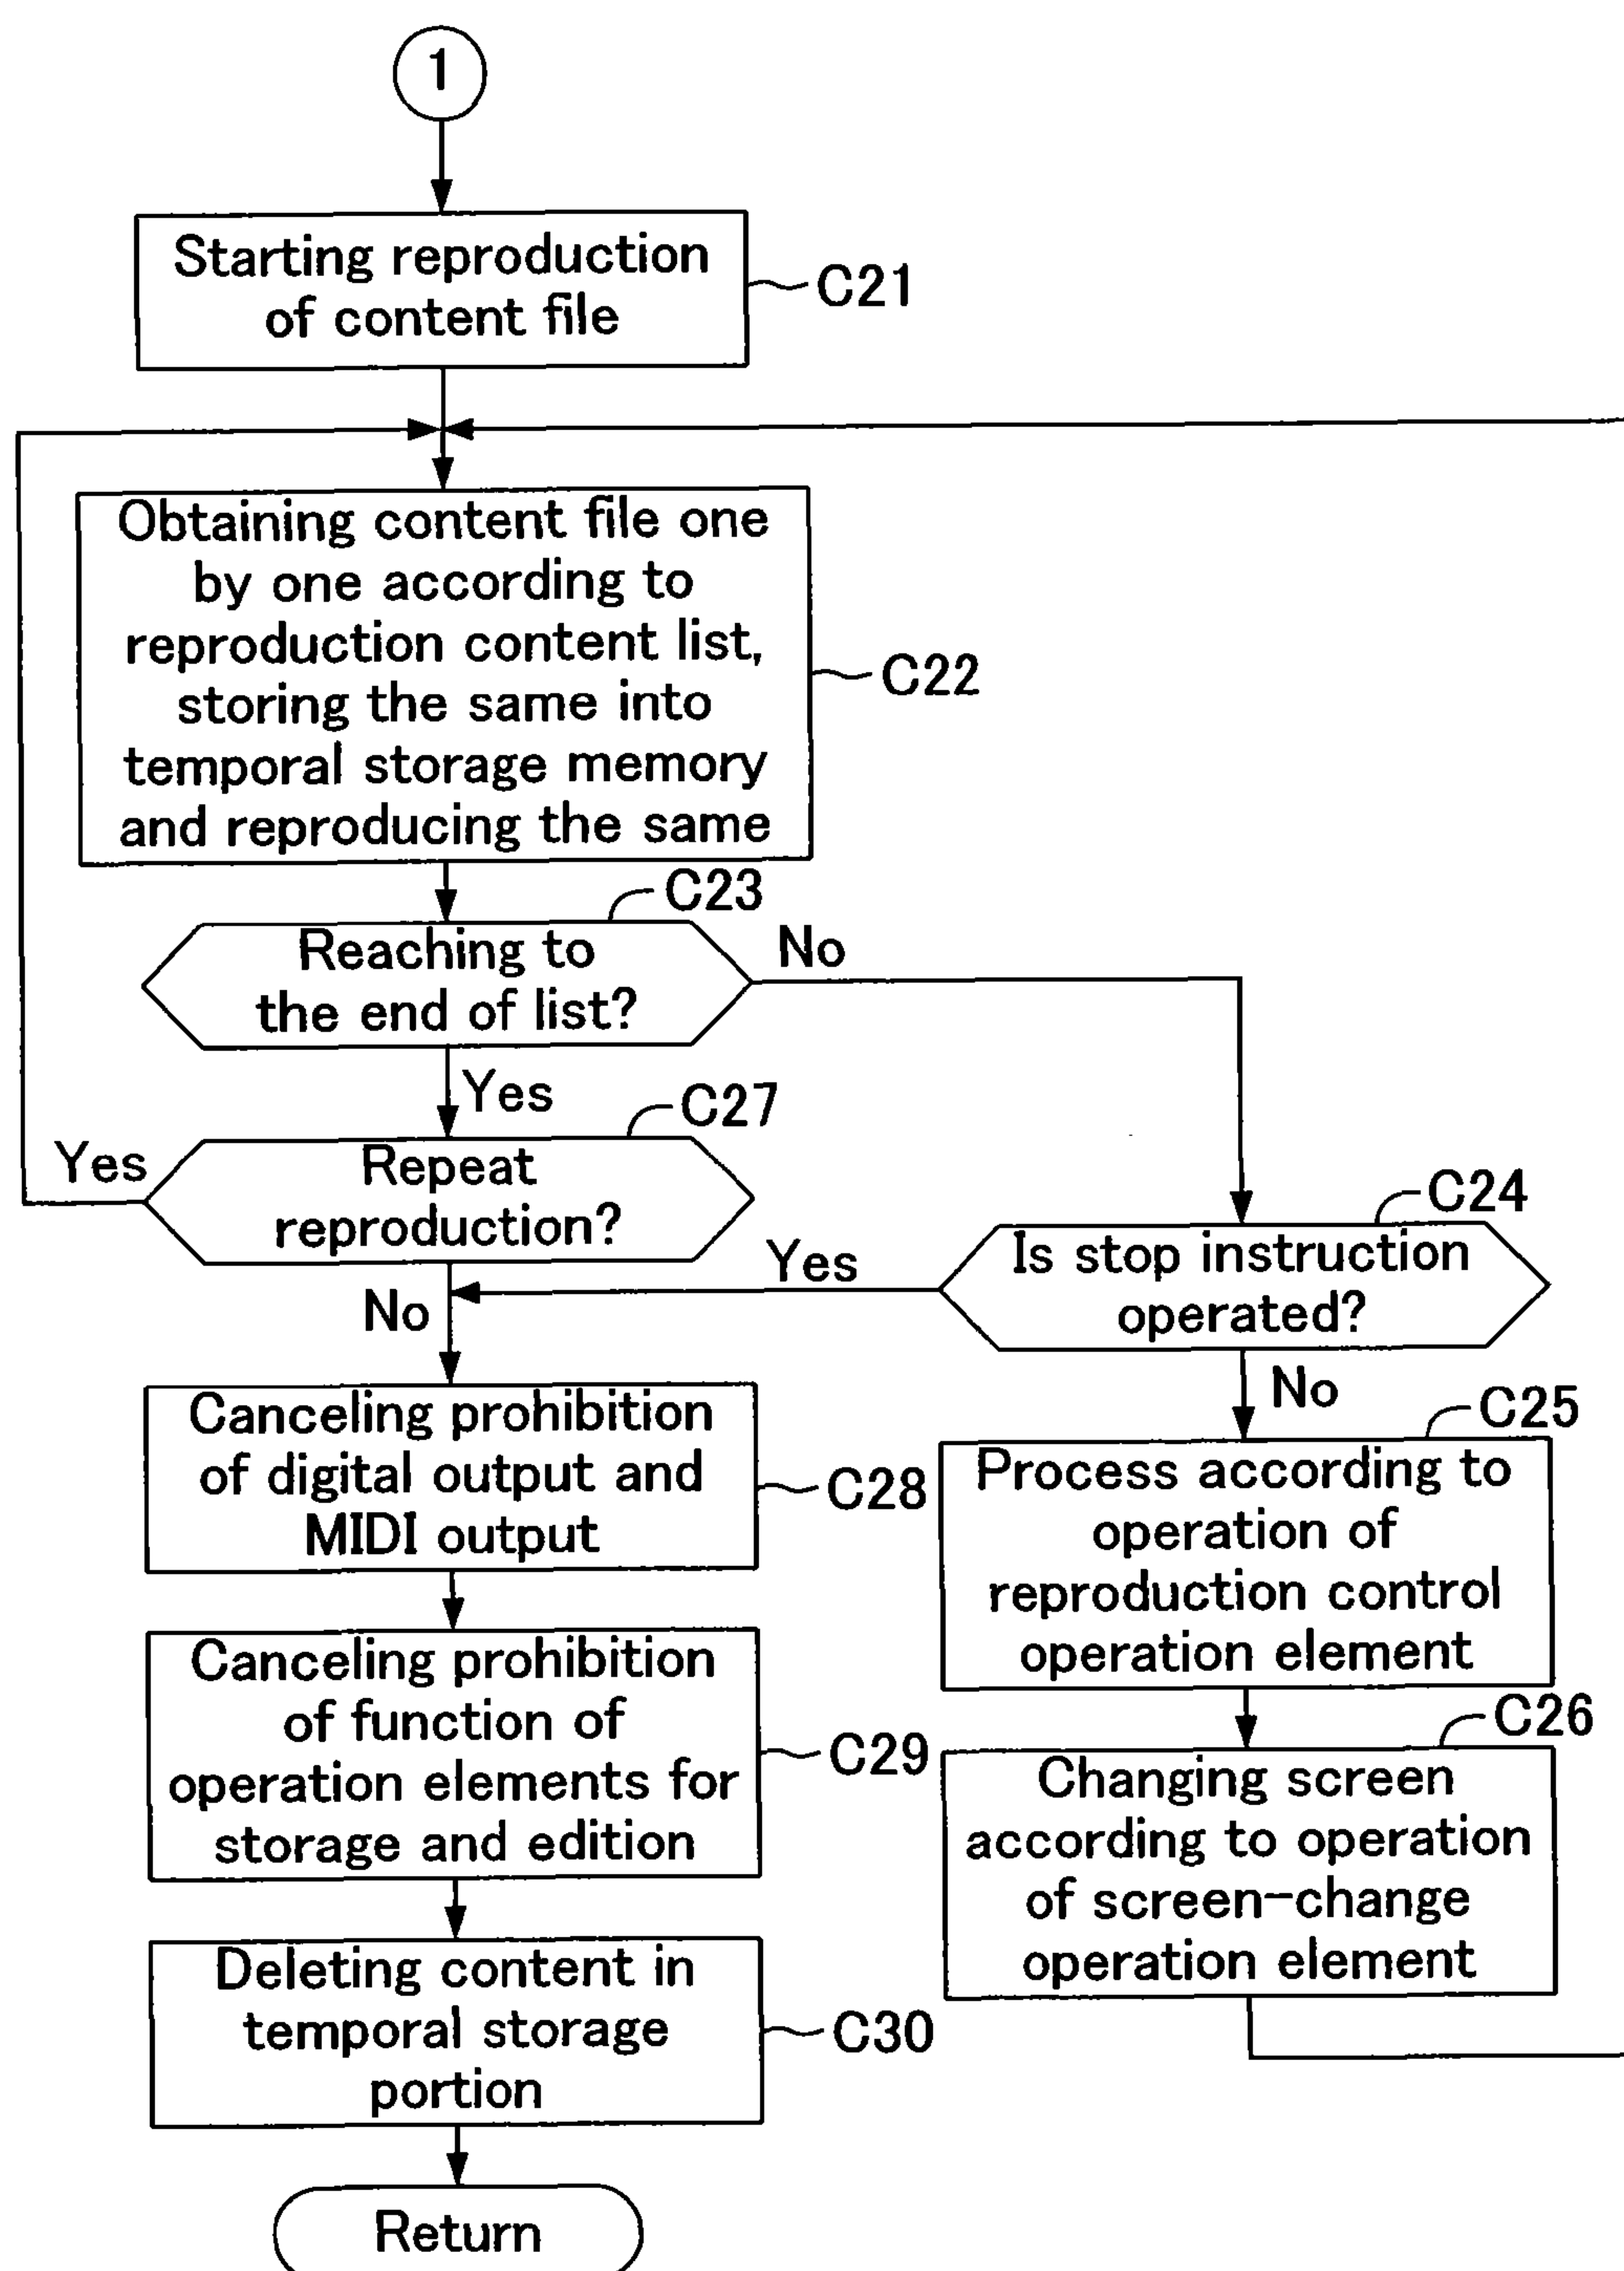 1
Starting reproduction
of content file
C21
Obtaining content file one
by one according to
reproduction content list,
storing the same into
temporal storage memory
and reproducing the same
C22
C23
Reaching to
the end of list?
No
Yes
C27
Yes
Repeat
reproduction?
No
C24
Is stop instruction
operated?
Yes
No
C25
Process according to
operation of
reproduction control
operation element
C26
Changing screen
according to operation
of screen-change
operation element
Canceling prohibition
of digital output and
MIDI output
C28
Canceling prohibition
of function of
operation elements for
storage and edition
C29
Deleting content in
temporal storage
portion
C30
Return